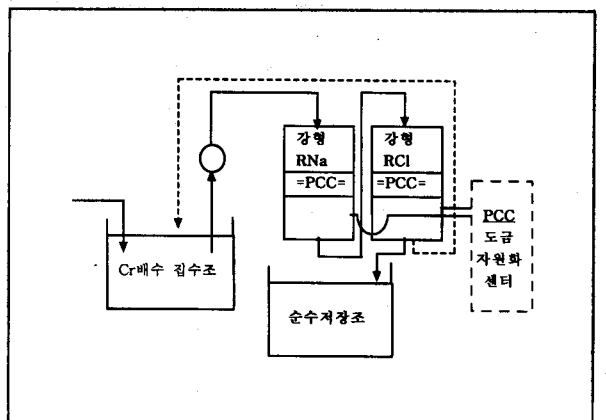 강형
RNa
=PCC=
강형
RCl
=PCC=
PCC
도금
자원화
센터
Cr배수 집수조
순수저장조